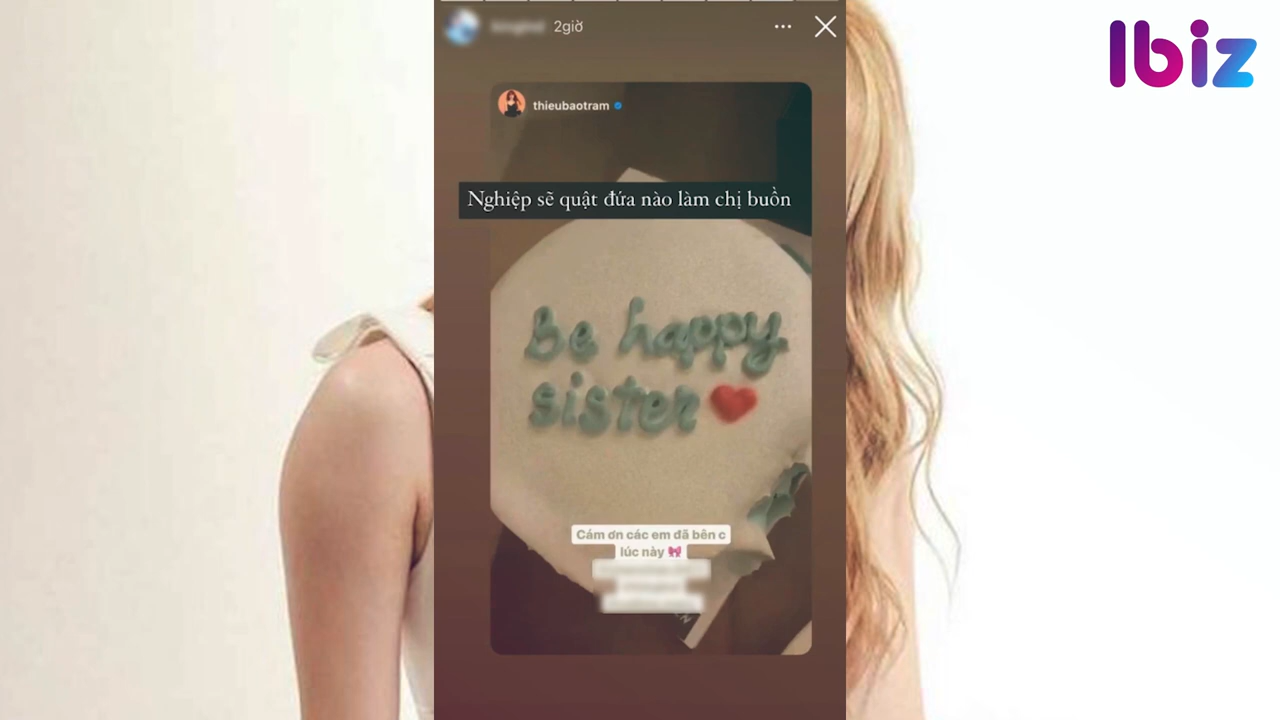 Ibiz
2giờ
thieubaotram
Nghiệp sẽ quật đứa nào làm chị buồn
Be happy
sister
Cám ơn các em đã bên c
lúc này